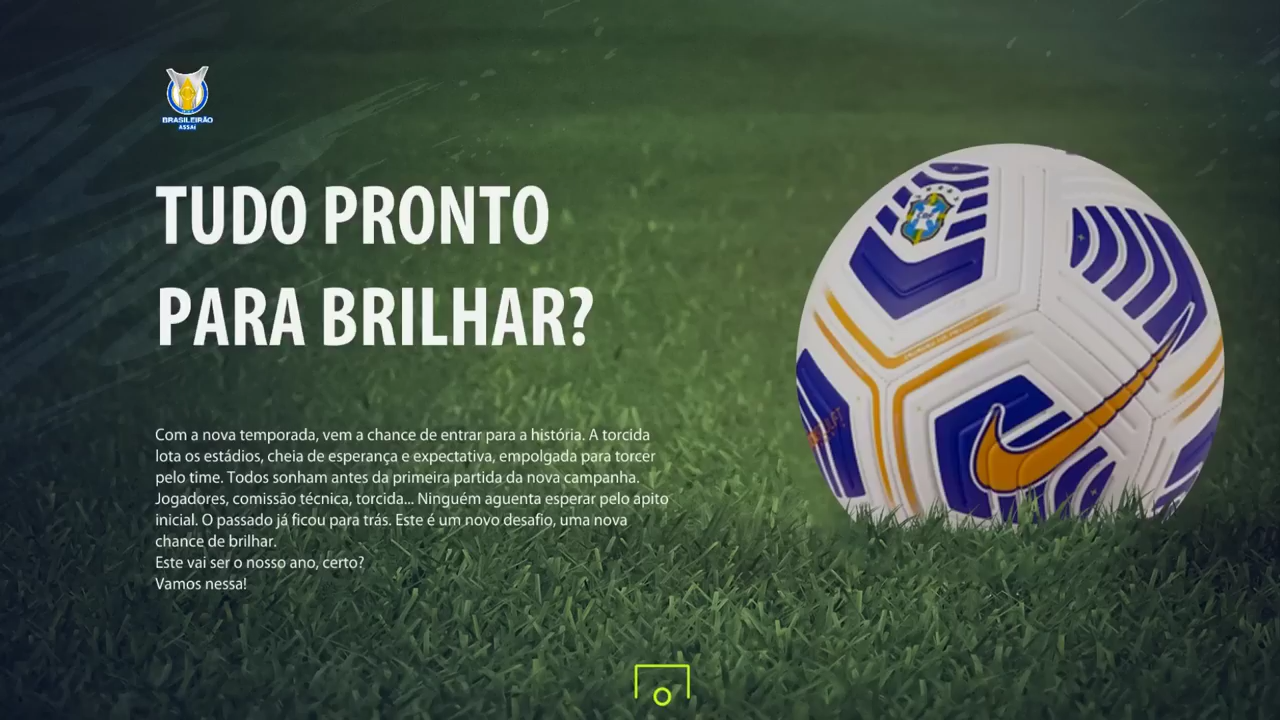 BRASILEIRÃO
ASSAÍ
TUDO PRONTO
PARA BRILHAR?
CBF
Com a nova temporada, vem a chance de entrar para a história. A torcida
lota os estádios, cheia de esperança e expectativa, empolgada para torcer
pelo time. Todos sonham antes da primeira partida da nova campanha.
Jogadores, comissão técnica, torcida... Ninguém aguenta esperar pelo apito
inicial. O passado já ficou para trás. Este é um novo desafio, uma nova
chance de brilhar.
Este vai ser o nosso ano, certo?
Vamos nessa!